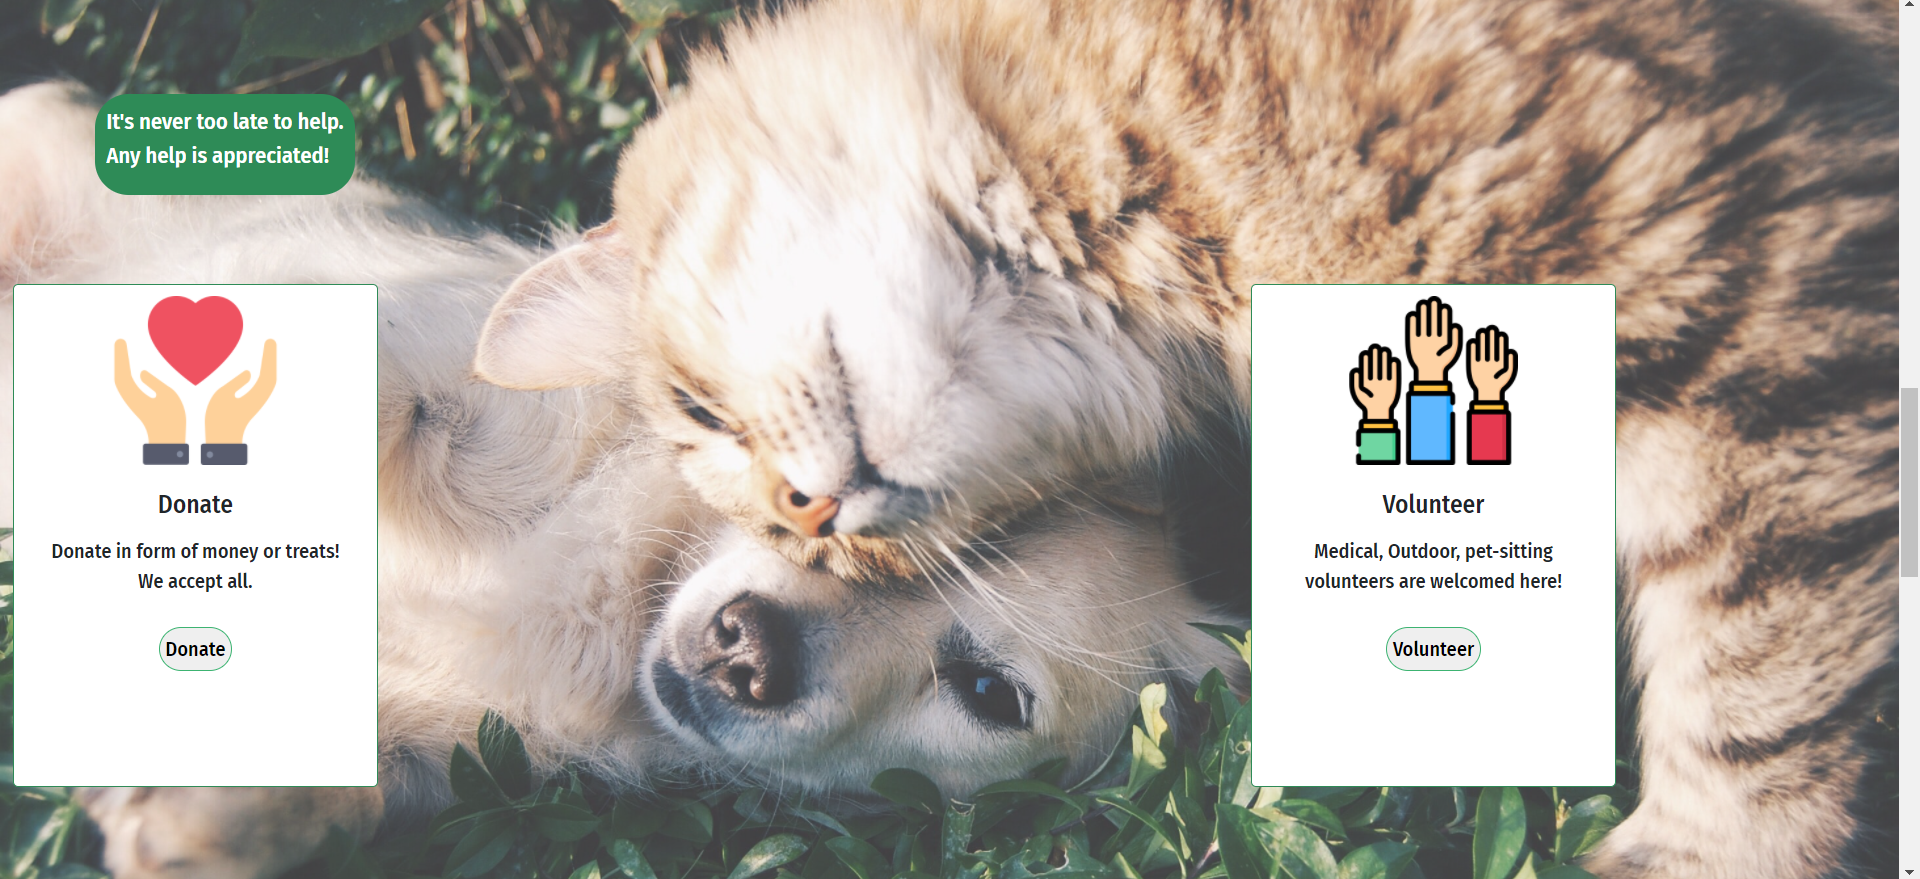 It's never too late to help.
Any help is appreciated!
Donate
Donate in form of money or treats!
We accept all.
Donate
Volunteer
Medical, Outdoor, pet-sitting
volunteers are welcomed here!
Volunteer